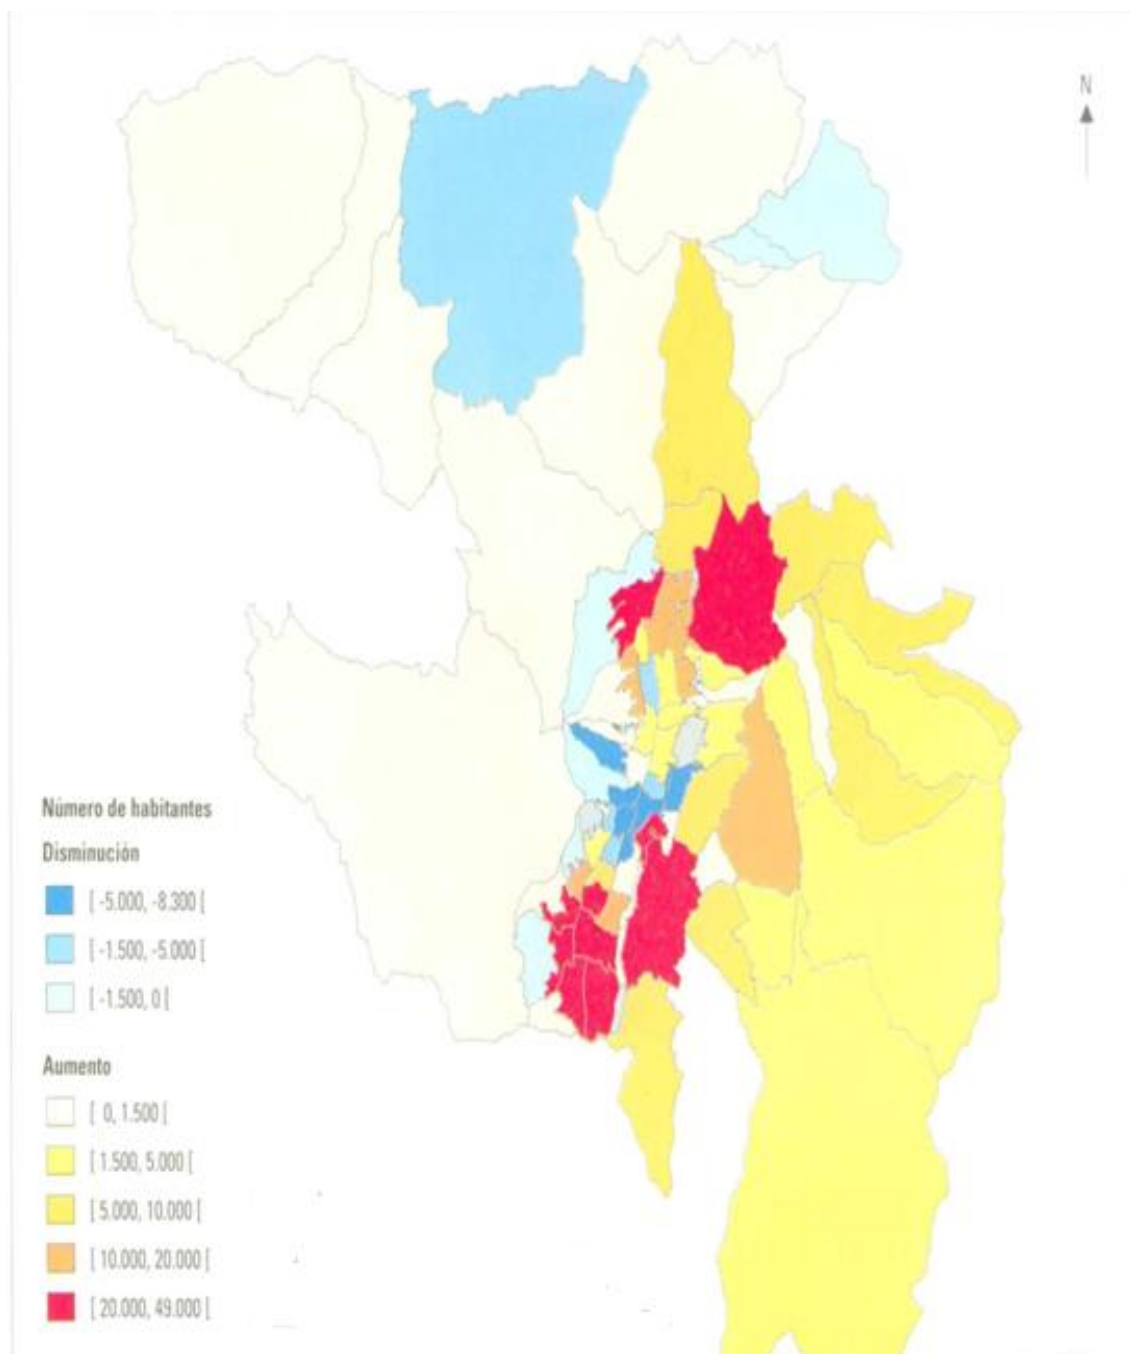 N
Número de habitantes
Disminución
[ -5.000, -8.300 [
[ -1.500, -5.000 [
[ -1.500, 0 [
Aumento
[ 0, 1.500 [
[ 1.500, 5.000 [
[ 5.000, 10.000 [
[ 10.000, 20.000 [
[ 20.000, 49.000 [